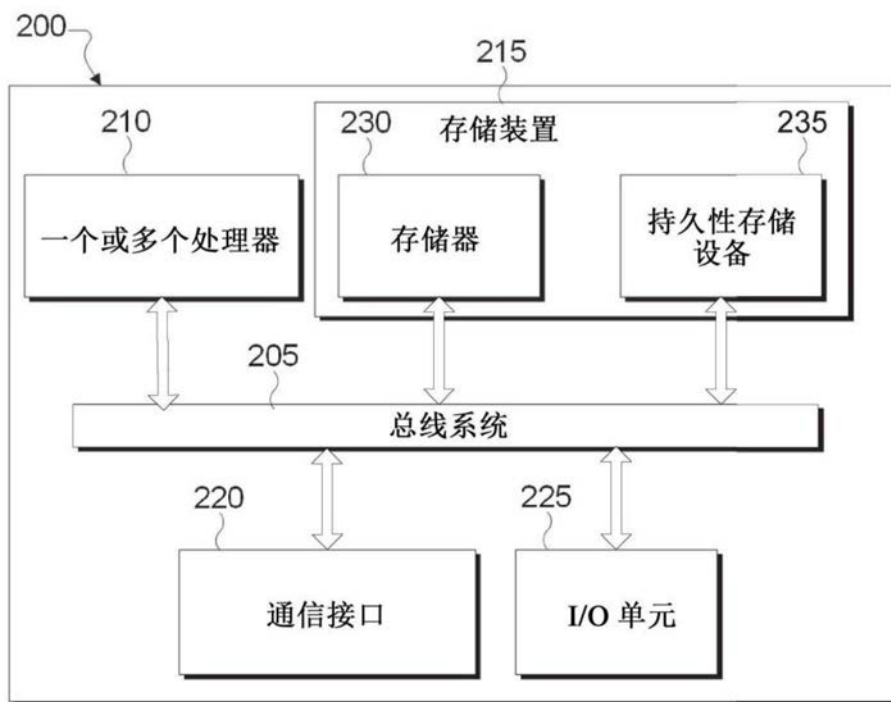 200
215
210
230
存储装置
235
一个或多个处理器
存储器
持久性存储
设备
205
总线系统
220
225
通信接口
I/O 单元